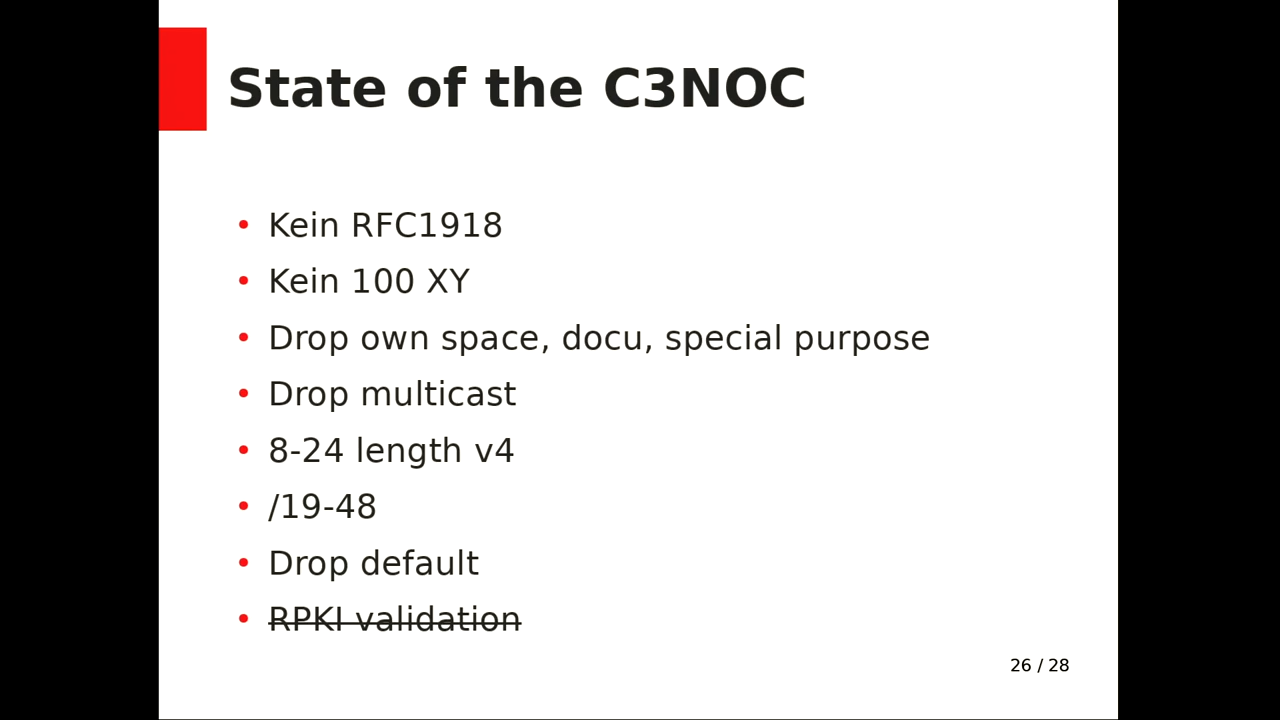 State of the C3NOC
• Kein RFC1918
• Kein 100 XY
• Drop own space, docu, special purpose
• Drop multicast
• 8-24 length v4
• /19-48
• Drop default
• RPKI validation
26 / 28